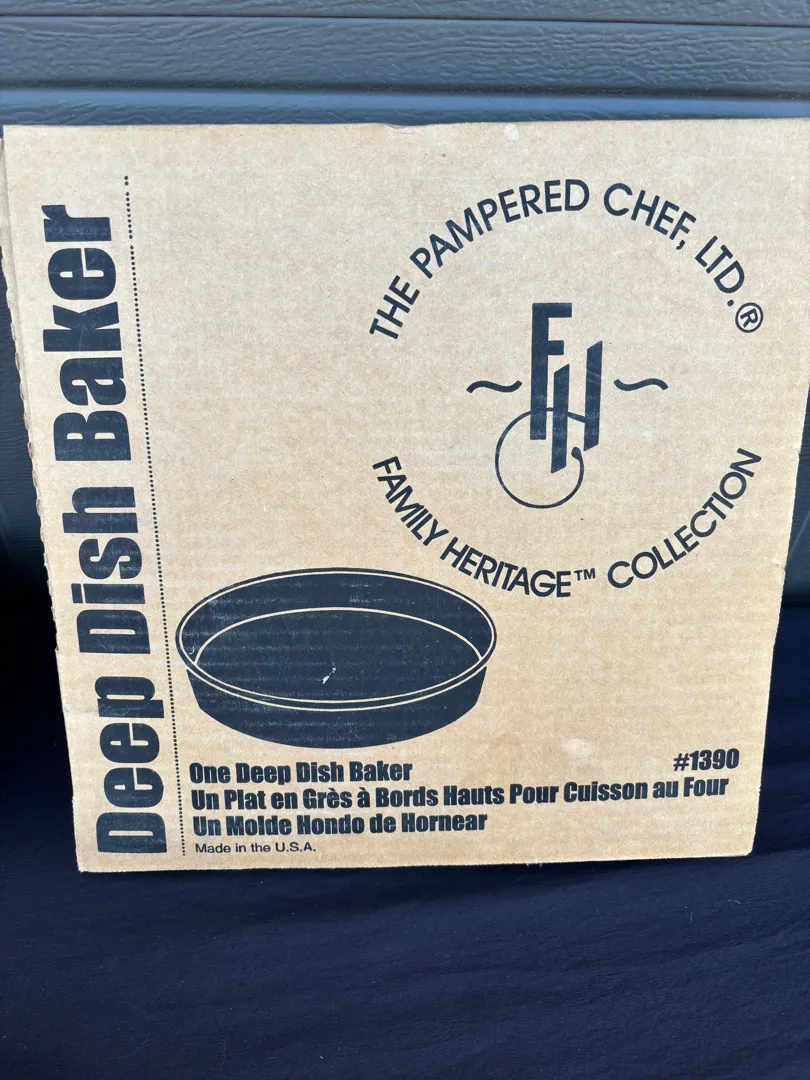 Deep Dish Baker
THE PAMPERED CHEF, LTD.®
FH
FAMILY HERITAGE™ COLLECTION
#1390
One Deep Dish Baker
Un Plat en Grès à Bords Hauts Pour Cuisson au Four
Un Molde Hondo de Hornear
Made in the U.S.A.